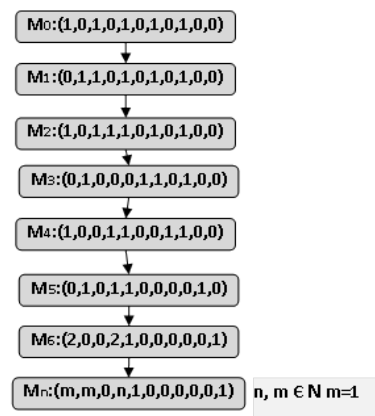 M₀:(1,0,1,0,1,0,1,0,1,0,0)
M₁:(0,1,1,0,1,0,1,0,1,0,0)
M₂:(1,0,1,1,1,0,1,0,1,0,0)
M₃:(0,1,0,0,0,1,1,0,1,0,0)
M₄:(1,0,0,1,1,0,0,1,1,0,0)
M₅:(0,1,0,1,1,0,0,0,0,1,0)
M₆:(2,0,0,2,1,0,0,0,0,0,1)
Mₙ:(m,m,0,n,1,0,0,0,0,0,1) n, m ∈ N m=1